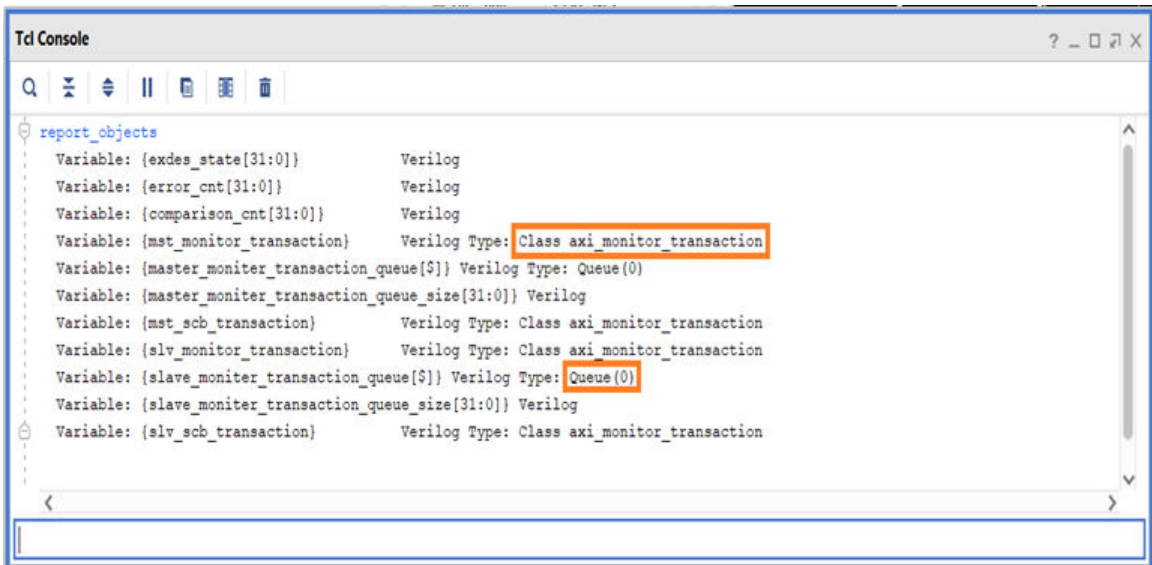 Tcl Console
report_objects
Variable: {exdes_state[31:0]} Verilog
Variable: {error_cnt[31:0]} Verilog
Variable: {comparison_cnt[31:0]} Verilog
Variable: {mst_monitor_transaction} Verilog Type: Class axi_monitor_transaction
Variable: {master_moniter_transaction_queue[$]} Verilog Type: Queue(0)
Variable: {master_moniter_transaction_queue_size[31:0]} Verilog
Variable: {mst_scb_transaction} Verilog Type: Class axi_monitor_transaction
Variable: {slv_monitor_transaction} Verilog Type: Class axi_monitor_transaction
Variable: {slave_moniter_transaction_queue[$]} Verilog Type: Queue(0)
Variable: {slave_moniter_transaction_queue_size[31:0]} Verilog
Variable: {slv_scb_transaction} Verilog Type: Class axi_monitor_transaction